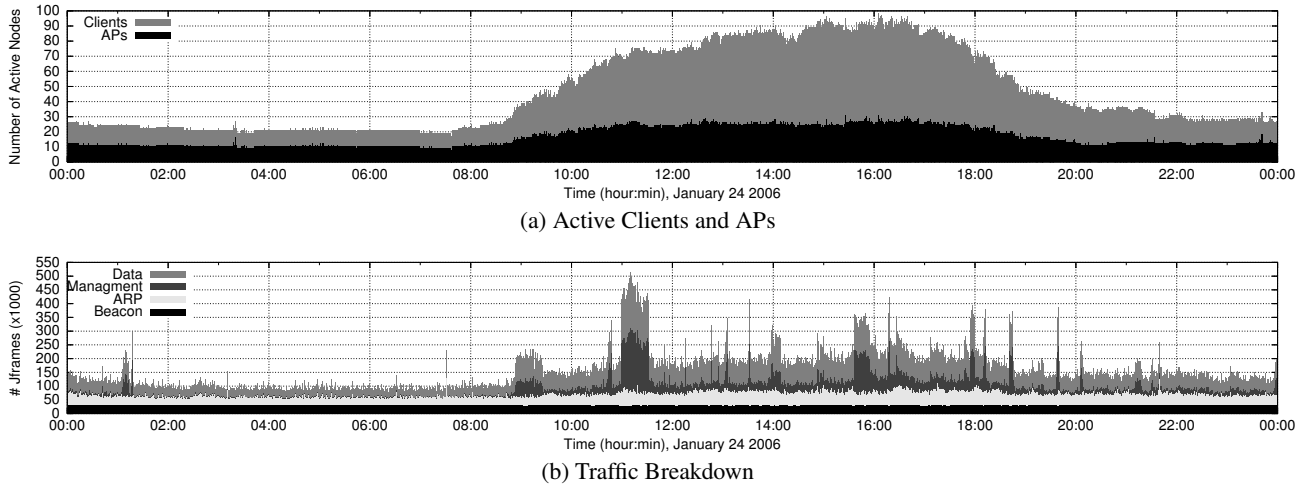 Number of Active Nodes
100
90
80
70
60
50
40
30
20
10
0
Clients
APs
00:00 02:00 04:00 06:00 08:00 10:00 12:00 14:00 16:00 18:00 20:00 22:00 00:00
Time (hour:min), January 24 2006
(a) Active Clients and APs
# Jframes (x1000)
550
500
450
400
350
300
250
200
150
100
50
0
Data
Managment
ARP
Beacon
00:00 02:00 04:00 06:00 08:00 10:00 12:00 14:00 16:00 18:00 20:00 22:00 00:00
Time (hour:min), January 24 2006
(b) Traffic Breakdown